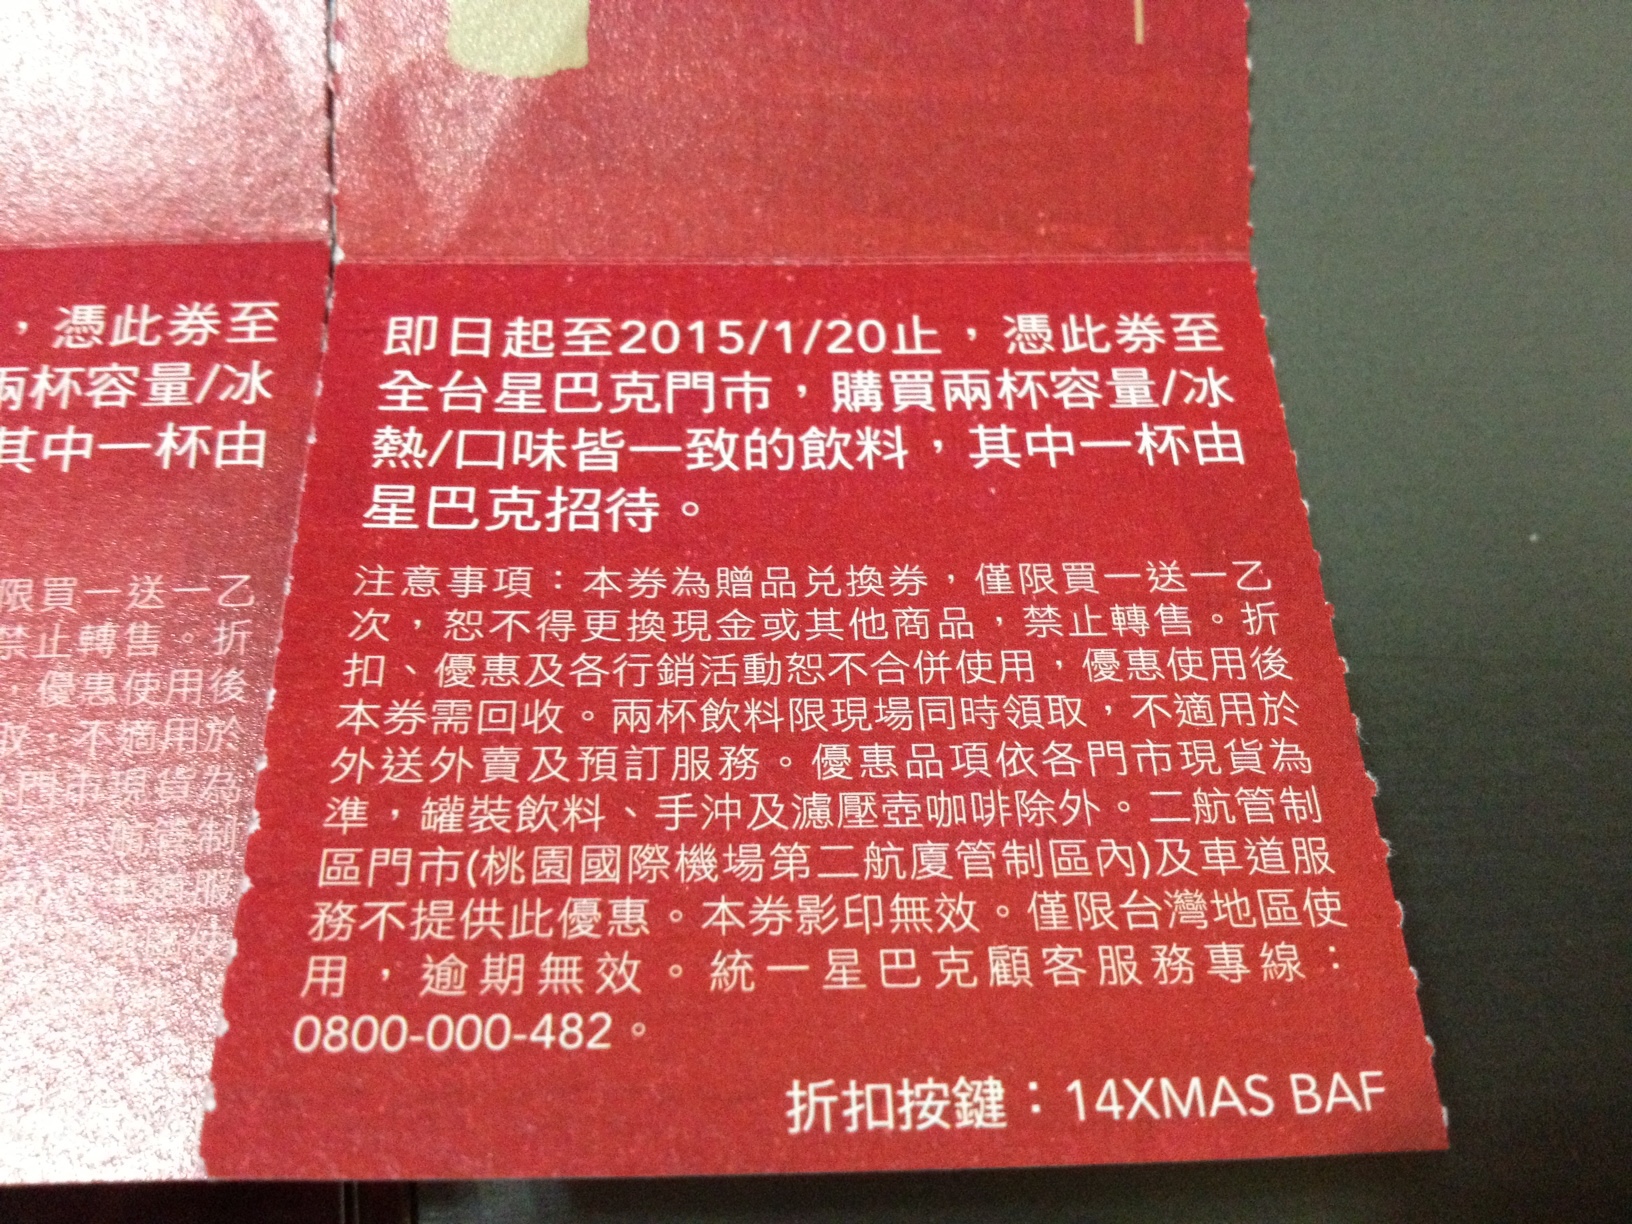 ，憑此券至
兩杯容量/冰
其中一杯由
限買一送一乙
禁止轉售。折
，優惠使用後
取，不適用於
門市現貨為
即日起至2015/1/20止，憑此券至
全台星巴克門市，購買兩杯容量/冰
熱/口味皆一致的飲料，其中一杯由
星巴克招待。
注意事項：本券為贈品兌換券，僅限買一送一乙
次，恕不得更換現金或其他商品，禁止轉售。折
扣、優惠及各行銷活動恕不合併使用，優惠使用後
本券需回收。兩杯飲料限現場同時領取，不適用於
外送外賣及預訂服務。優惠品項依各門市現貨為
準，罐裝飲料、手沖及濾壓壺咖啡除外。二航管制
區門市(桃園國際機場第二航廈管制區內)及車道服
務不提供此優惠。本券影印無效。僅限台灣地區使
用，逾期無效。統一星巴克顧客服務專線：
0800-000-482。
折扣按鍵：14XMAS BAF